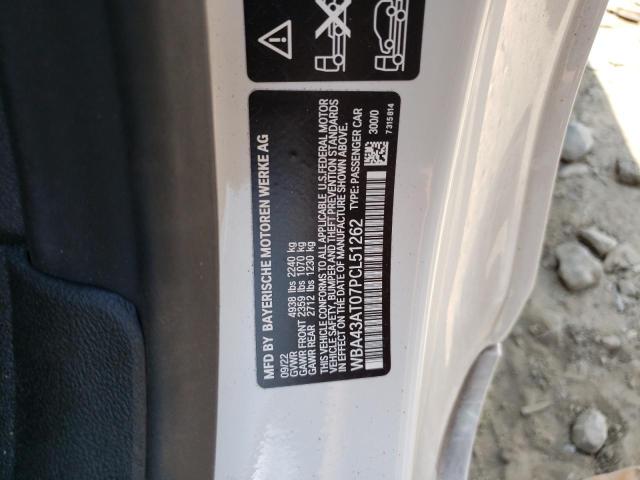 MFD BY BAYERISCHE MOTOREN WERKE AG
09/22
GVWR 4938 lbs 2240 kg
GAWR FRONT 2359 lbs 1070 kg
GAWR REAR 2712 lbs 1230 kg
THIS VEHICLE CONFORMS TO ALL APPLICABLE U.S. FEDERAL MOTOR
VEHICLE SAFETY, BUMPER AND THEFT PREVENTION STANDARDS
IN EFFECT ON THE DATE OF MANUFACTURE SHOWN ABOVE.
WBA43AT07PCL51262 TYPE: PASSENGER CAR
300/0
7315814